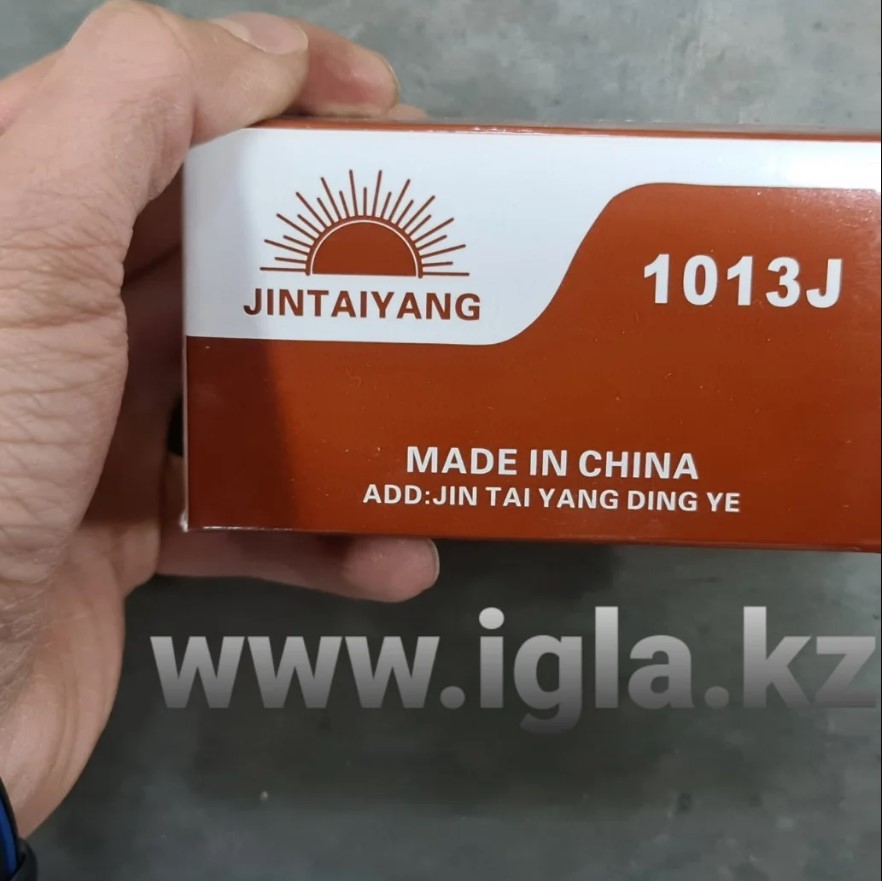 JINTAIYANG
1013J
MADE IN CHINA
ADD:JIN TAI YANG DING YE
www.igla.kz